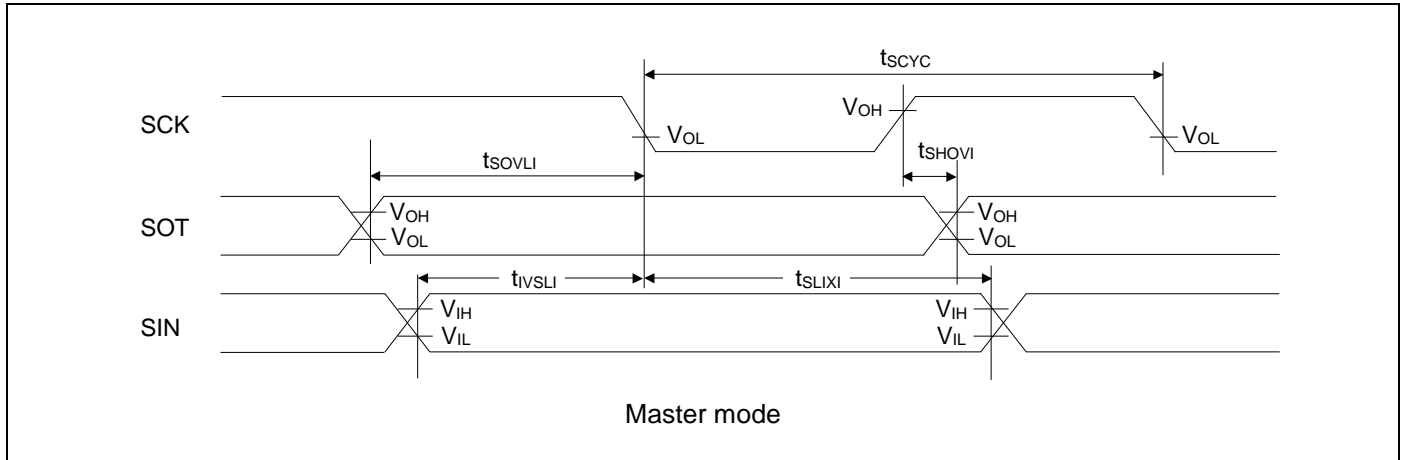 tSCYC
SCK
VOH
VOL
VOL
tSOVLI
tSHOVI
SOT
VOH
VOL
VOH
VOL
tIVSLI
tSLIXI
SIN
VIH
VIL
VIH
VIL
Master mode